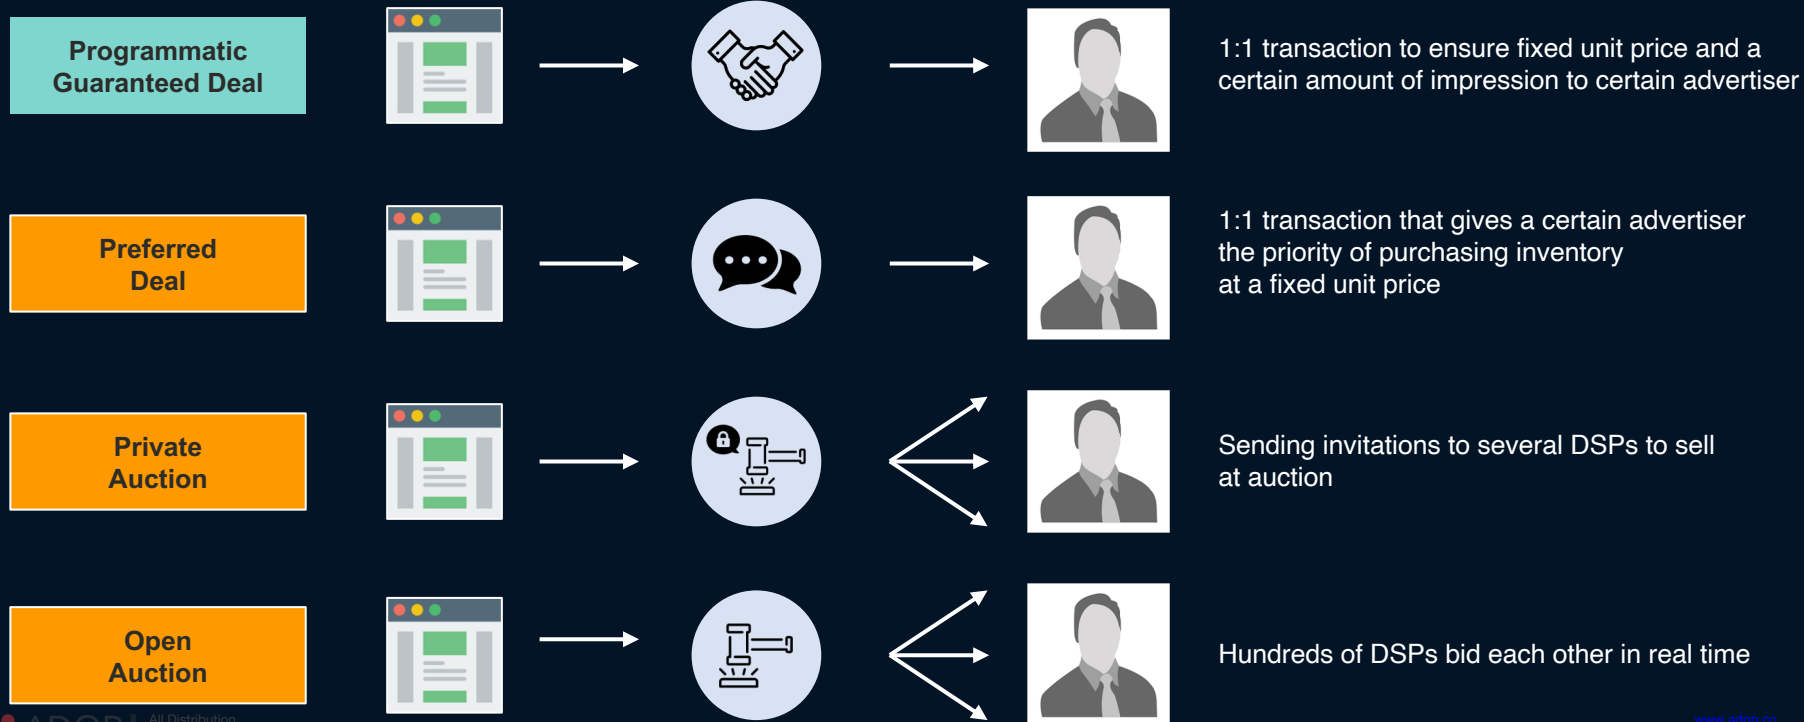 Programmatic
Guaranteed Deal
1:1 transaction to ensure fixed unit price and a
certain amount of impression to certain advertiser
Preferred
Deal
1:1 transaction that gives a certain advertiser
the priority of purchasing inventory
at a fixed unit price
Private
Auction
Sending invitations to several DSPs to sell
at auction
Open
Auction
Hundreds of DSPs bid each other in real time
All Distribution